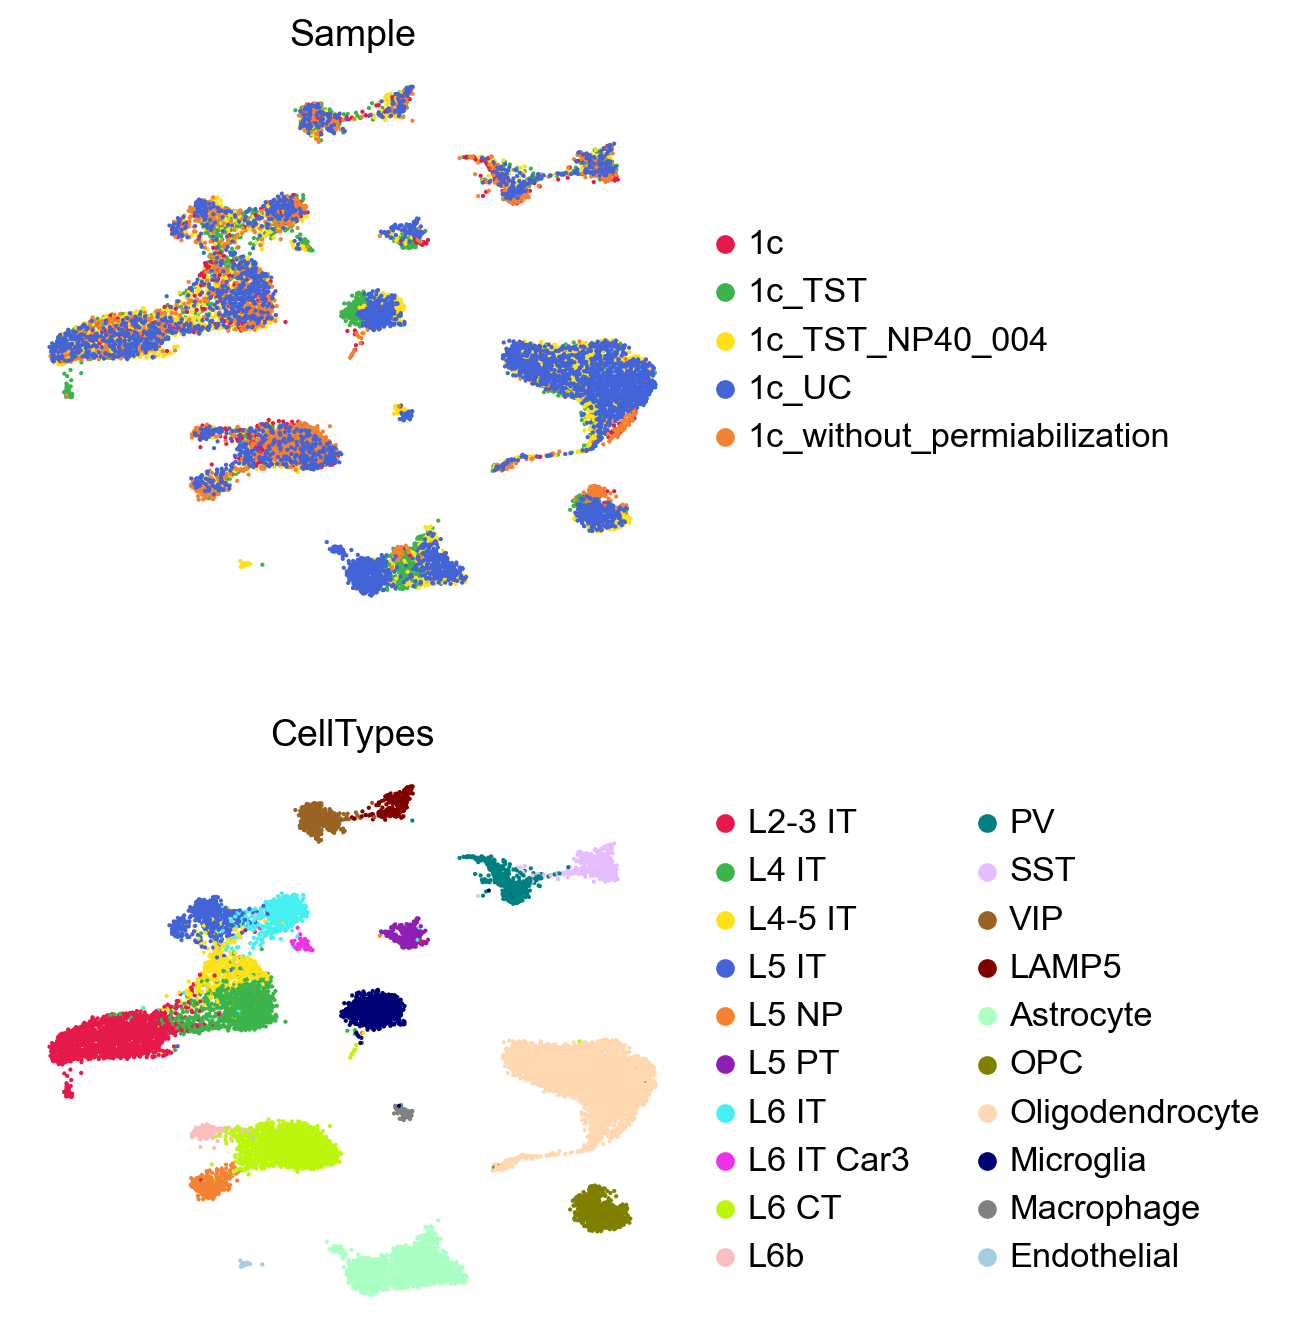 Sample
1c
1c_TST
1c_TST_NP40_004
1c_UC
1c_without_permiabilization
CellTypes
L2-3 IT
L4 IT
L4-5 IT
L5 IT
L5 NP
L5 PT
L6 IT
L6 IT Car3
L6 CT
L6b
PV
SST
VIP
LAMP5
Astrocyte
OPC
Oligodendrocyte
Microglia
Macrophage
Endothelial